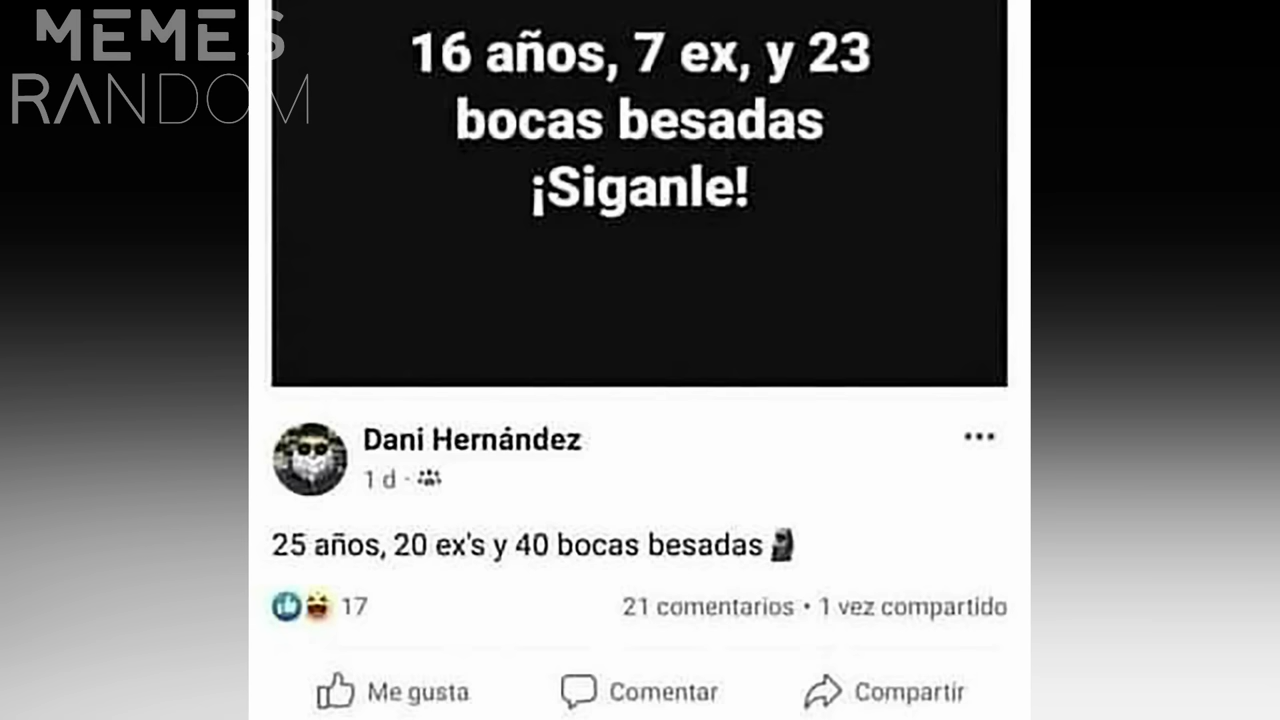 MEMES
RANDOM
16 años, 7 ex, y 23
bocas besadas
¡Siganle!
Dani Hernández
1 d ·
25 años, 20 ex's y 40 bocas besadas🗿
17
21 comentarios • 1 vez compartido
Me gusta
Comentar
Compartir